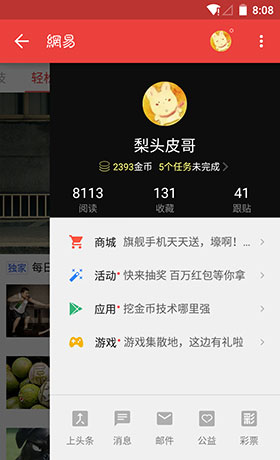 8:08
網易
轻松
梨头皮哥
2393金币 5个任务未完成
8113 131 41
阅读 收藏 跟贴
商城 旗舰手机天天送，壕啊！…
独家 每日
活动 快来抽奖 百万红包等你拿
应用 挖金币技术哪里强
游戏 游戏集散地，这边有礼啦
彩
上头条 消息 邮件 公益 彩票